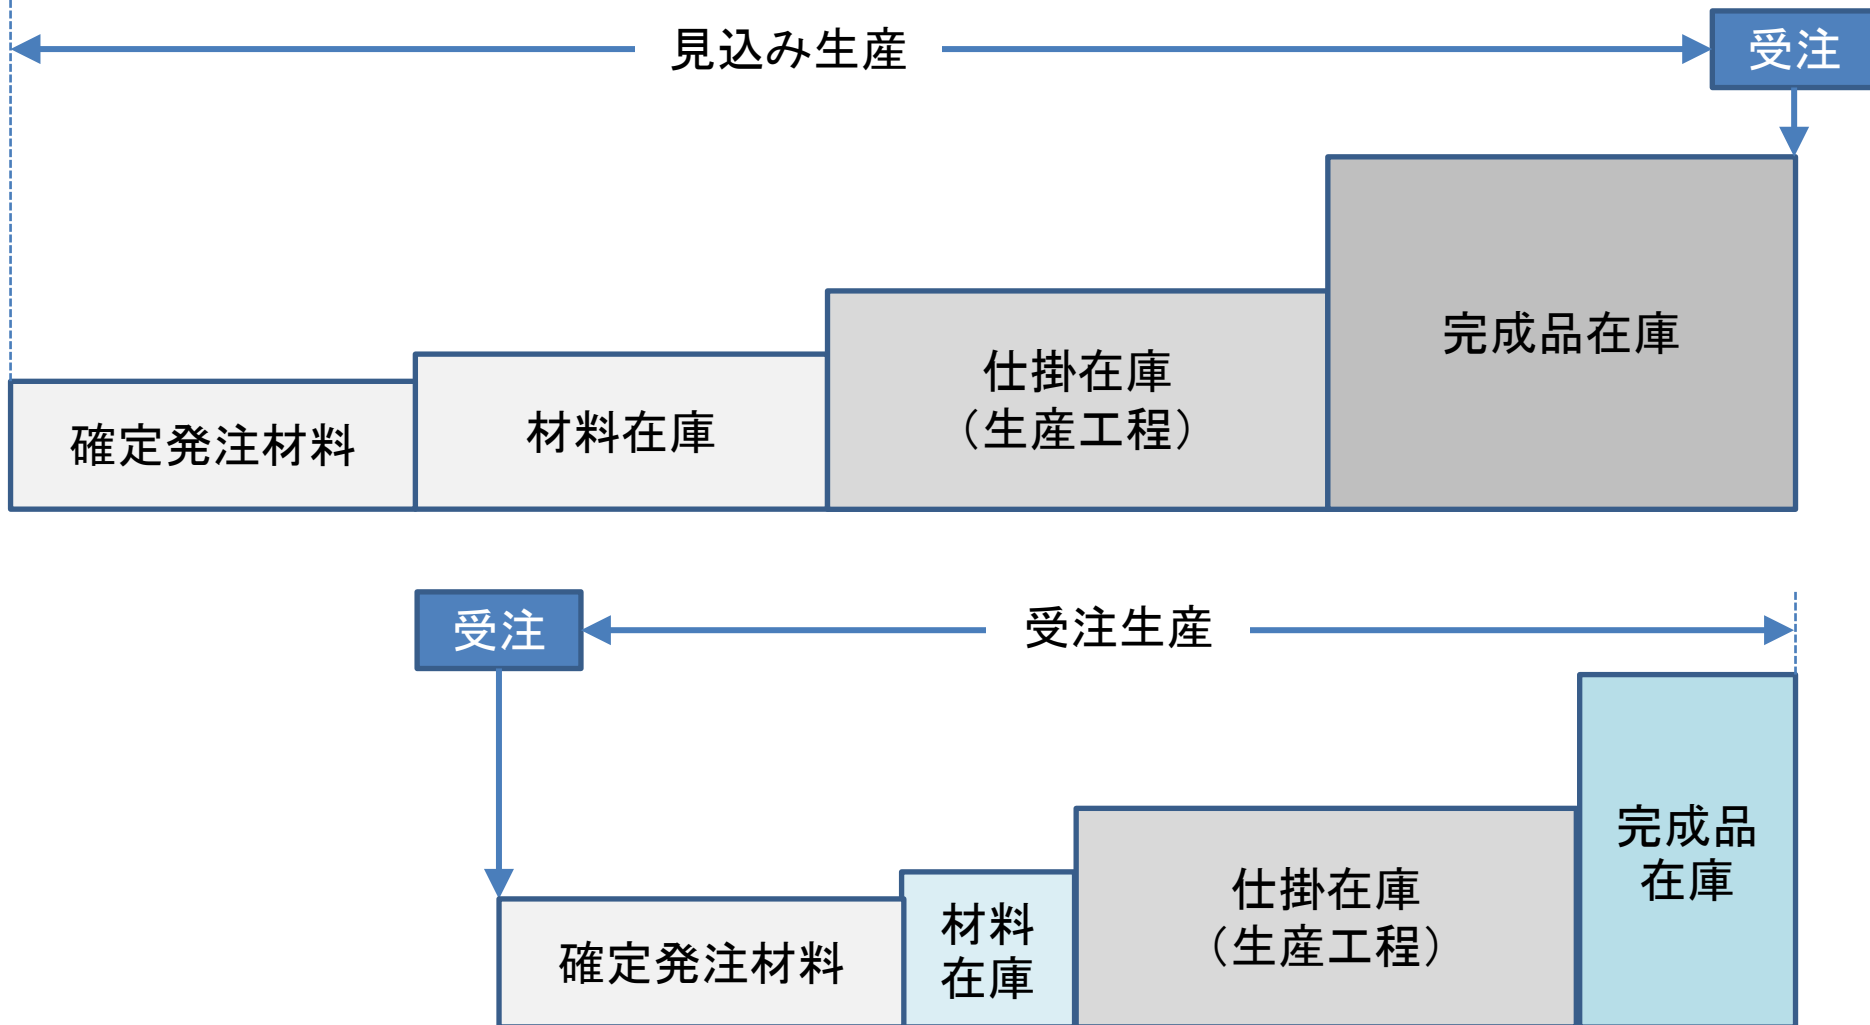 見込み生産
受注
完成品在庫
仕掛在庫
（生産工程）
材料在庫
確定発注材料
受注
受注生産
完成品
在庫
仕掛在庫
（生産工程）
材料
在庫
確定発注材料